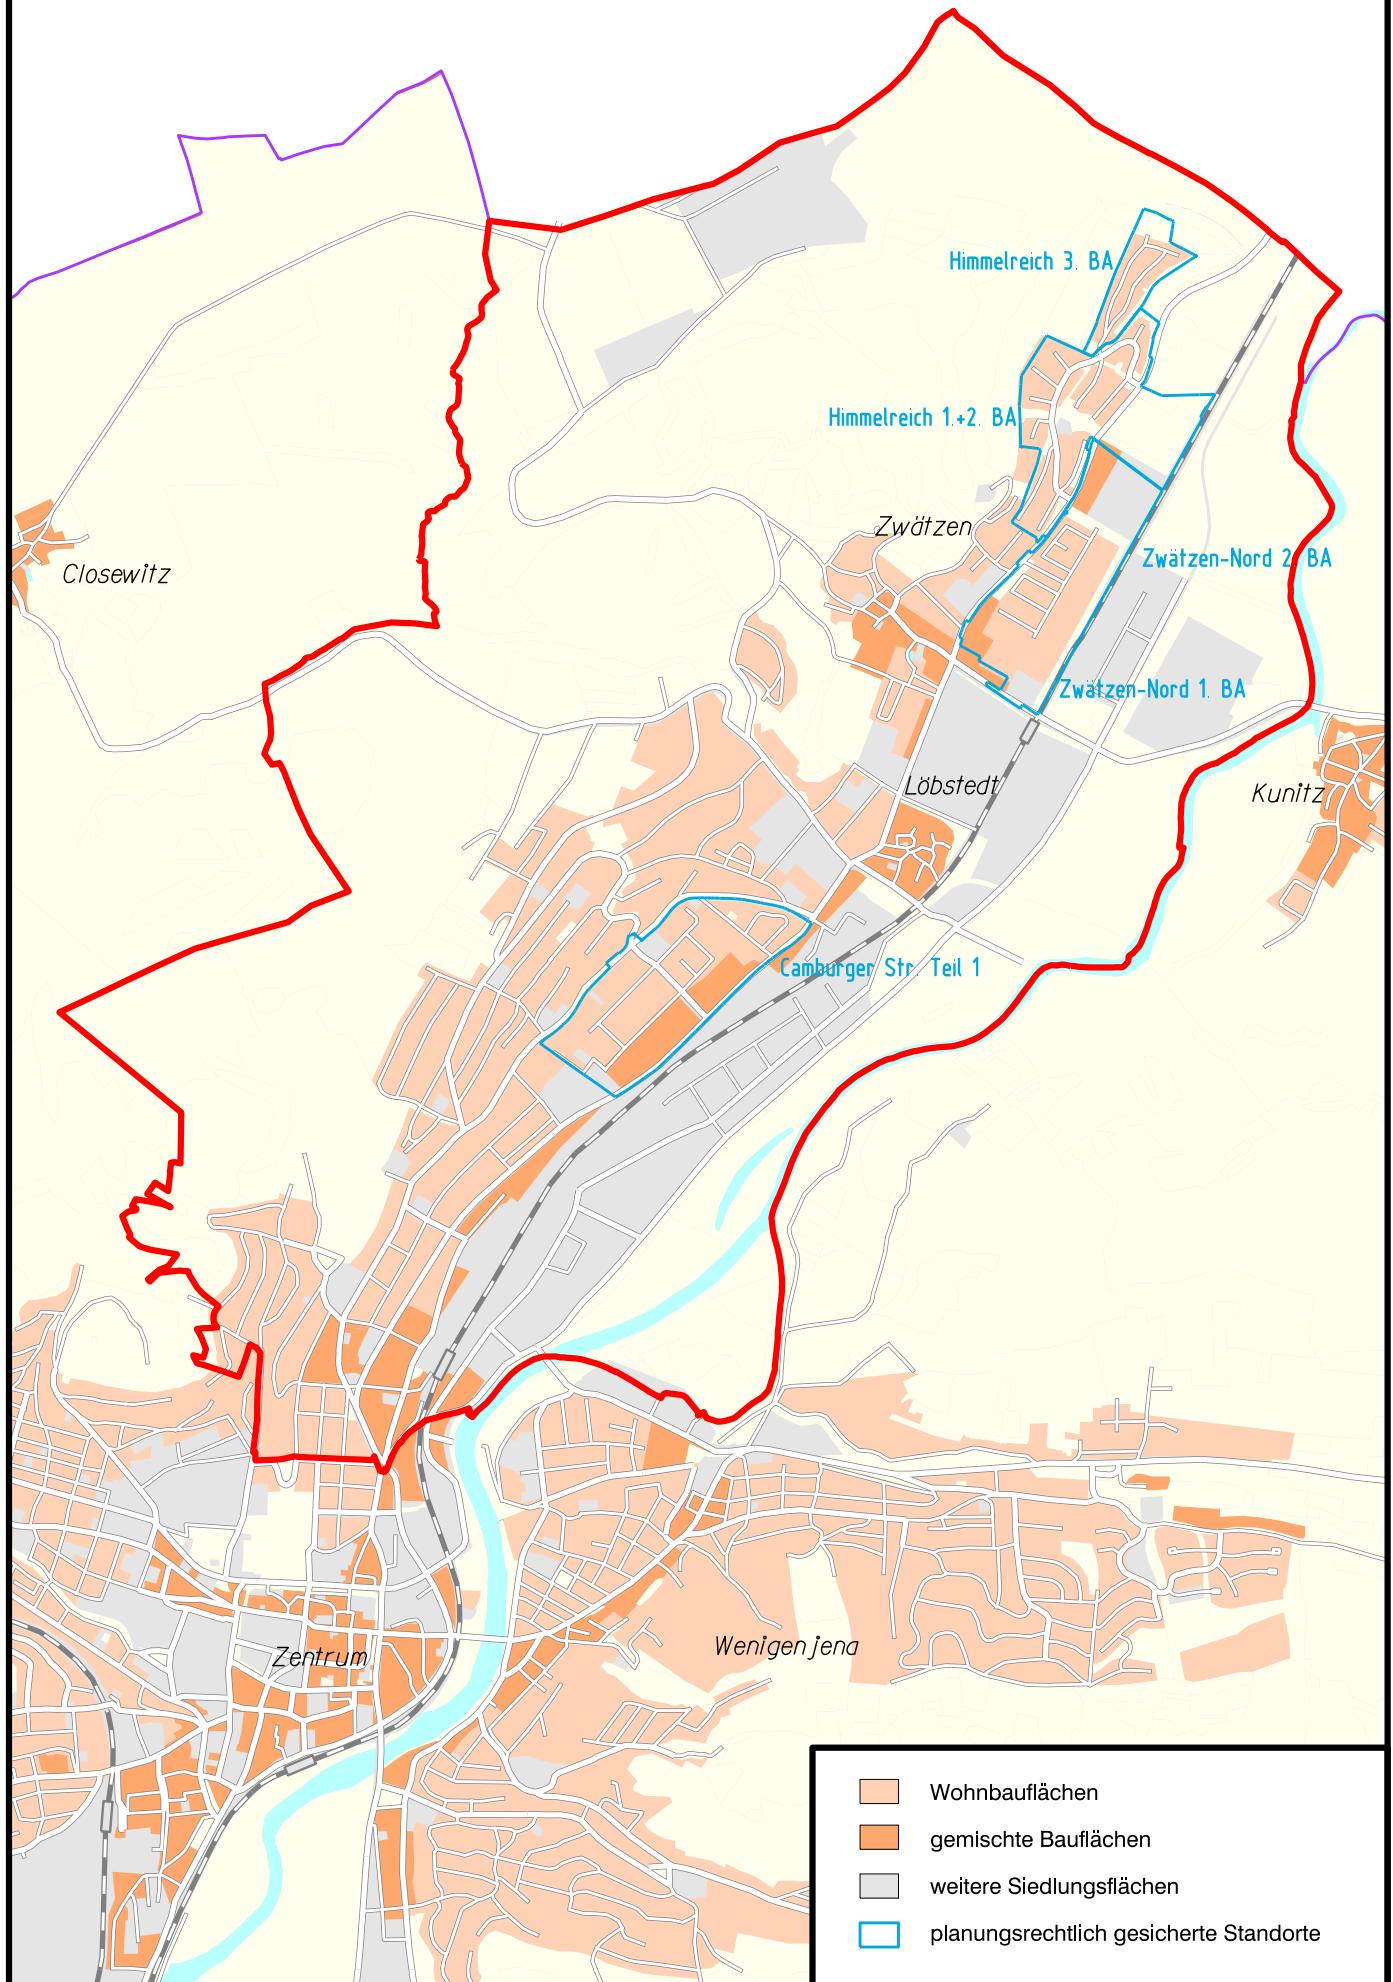 Himmelreich 3. BA
Himmelreich 1.+2. BA
Zwätzen
Zwätzen-Nord 2. BA
Closewitz
Zwätzen-Nord 1. BA
Löbstedt
Kunitz
Camburger Str. Teil 1
Wenigenjena
Zentrum
Wohnbauflächen
gemischte Bauflächen
weitere Siedlungsflächen
planungsrechtlich gesicherte Standorte